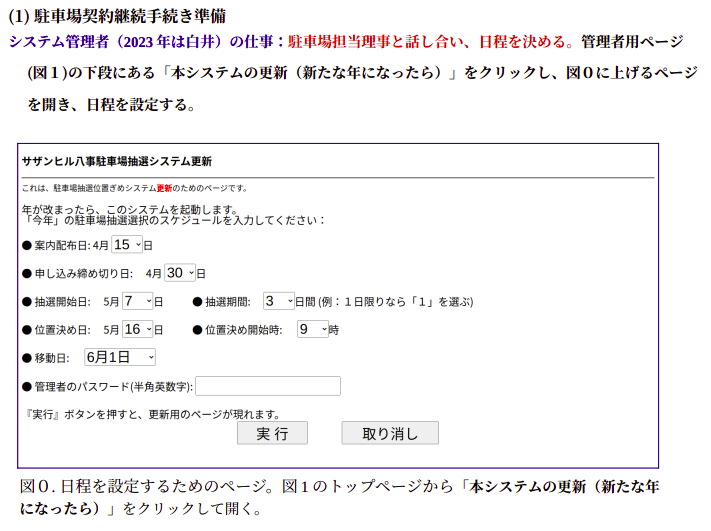 (1) 駐車場契約継続手続き準備
システム管理者（2023 年は白井）の仕事：駐車場担当理事と話し合い、日程を決める。管理者用ページ
(図１)の下段にある「本システムの更新（新たな年になったら）」をクリックし、図０に上げるページ
を開き、日程を設定する。
サザンヒル八事駐車場抽選システム更新
これは、駐車場抽選位置ぎめシステム更新のためのページです。
年が改まったら、このシステムを起動します。
「今年」の駐車場抽選選択のスケジュールを入力してください：
● 案内配布日: 4月 15 日
● 申し込み締め切り日: 4月 30 日
● 抽選開始日: 5月 7 日 ● 抽選期間: 3 日間 (例：１日限りなら「１」を選ぶ)
● 位置決め日: 5月 16 日 ● 位置決め開始時: 9 時
● 移動日: 6月1日
● 管理者のパスワード(半角英数字):
『実行』ボタンを押すと、更新用のページが現れます。
実 行 取り消し
図０. 日程を設定するためのページ。図１のトップページから「本システムの更新（新たな年
になったら）」をクリックして開く。